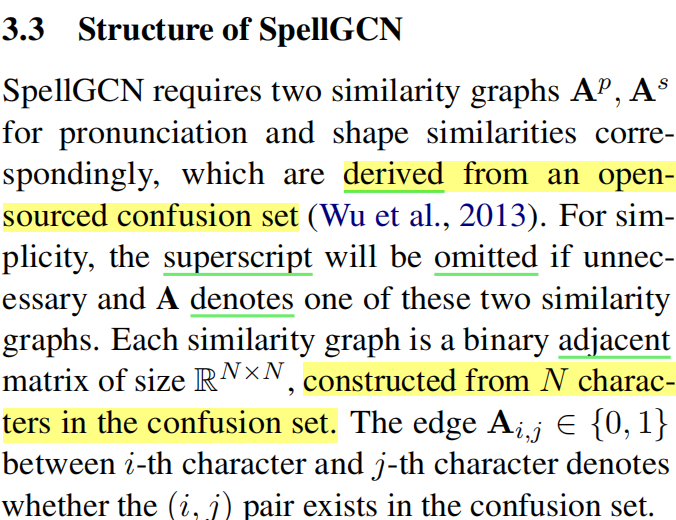 3.3 Structure of SpellGCN
SpellGCN requires two similarity graphs Aᵖ, Aˢ
for pronunciation and shape similarities corre-
spondingly, which are derived from an open-
sourced confusion set (Wu et al., 2013). For sim-
plicity, the superscript will be omitted if unnec-
essary and A denotes one of these two similarity
graphs. Each similarity graph is a binary adjacent
matrix of size ℝᴺˣᴺ, constructed from N charac-
ters in the confusion set. The edge Aᵢ,ⱼ ∈ {0, 1}
between i-th character and j-th character denotes
whether the (i, j) pair exists in the confusion set.